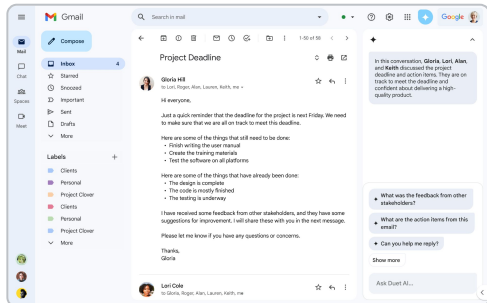 Gmail
Search in mail
Google
Mail
Chat
Spaces
Meet
Compose
Inbox 4
Starred
Snoozed
Important
Sent
Drafts
More
Labels +
Clients
Personal
Project Clover
Clients
Personal
Project Clover
More
1-50 of 58
Project Deadline
Gloria Hill
to Lori, Roger, Alan, Lauren, Keith, me
Hi everyone,
Just a quick reminder that the deadline for the project is next Friday. We need
to make sure that we are all on track to meet this deadline.
Here are some of the things that still need to be done:
• Finish writing the user manual
• Create the training materials
• Test the software on all platforms
Here are some of the things that have already been done:
• The design is complete
• The code is mostly finished
• The testing is underway
I have received some feedback from other stakeholders, and they have some
suggestions for improvement. I will share these with you in the next message.
Please let me know if you have any questions or concerns.
Thanks,
Gloria
Lori Cole
to Gloria, Roger, Alan, Lauren, Keith, me
In this conversation, Gloria, Lori, Alan,
and Keith discussed the project
deadline and action items. They are on
track to meet the deadline and
confident about delivering a high-
quality product.
What was the feedback from other
stakeholders?
What are the action items from this
email?
Can you help me reply?
Show more
Ask Duet AI...